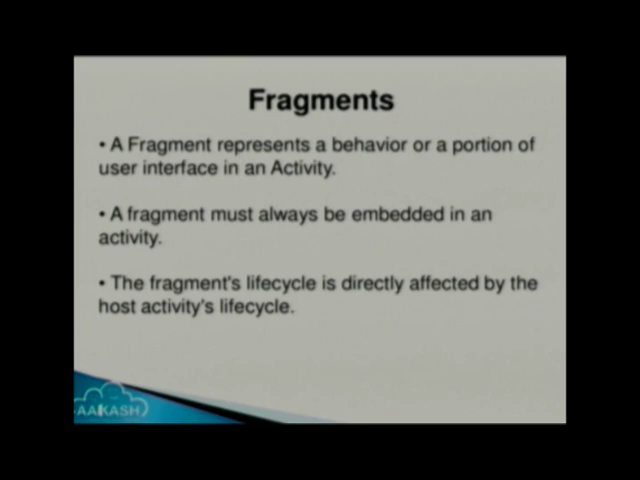 Fragments
• A Fragment represents a behavior or a portion of
user interface in an Activity.
• A fragment must always be embedded in an
activity.
• The fragment's lifecycle is directly affected by the
host activity's lifecycle.
AAKASH